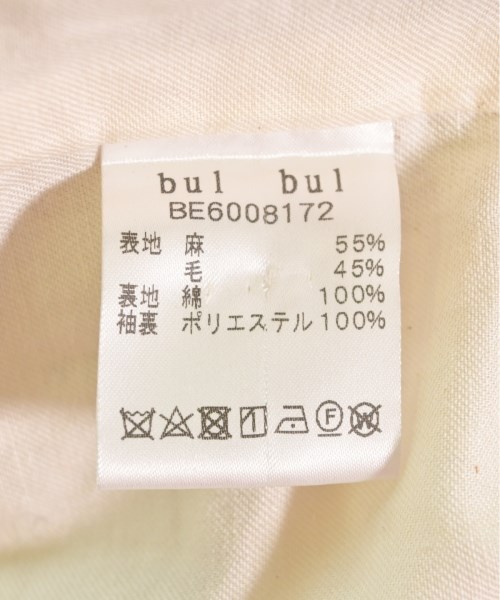 bul bul
BE6008172
表地 麻 55%
毛 45%
裏地 綿 100%
袖裏 ポリエステル 100%
F
W